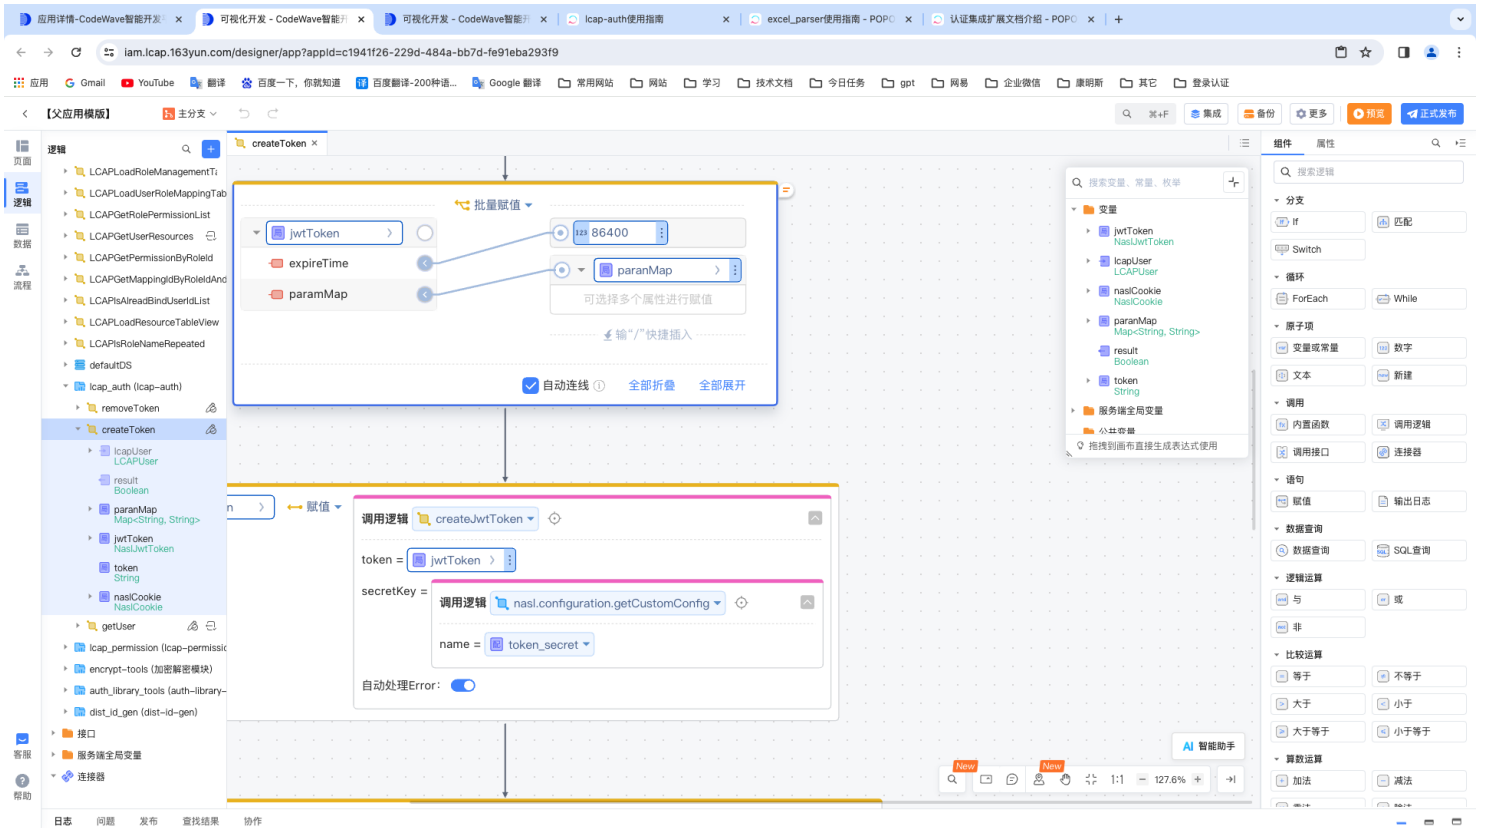 应用详情-CodeWave智能开发
可视化开发 - CodeWave智能开
可视化开发 - CodeWave智能开
lcap-auth使用指南
excel_parser使用指南 - POPO
认证集成扩展文档介绍 - POPO
iam.lcap.163yun.com/designer/app?appId=c1941f26-229d-484a-bb7d-fe91eba293f9
应用
Gmail
YouTube
翻译
百度一下，你就知道
百度翻译-200种语...
Google 翻译
常用网站
网站
学习
技术文档
今日任务
gpt
网易
企业微信
康明斯
其它
登录认证
【父应用模版】
主分支
⌘+F
集成
备份
更多
预览
正式发布
页面
逻辑
数据
流程
客服
帮助
逻辑
LCAPLoadRoleManagementTa
LCAPLoadUserRoleMappingTab
LCAPGetRolePermissionList
LCAPGetUserResources
LCAPGetPermissionByRoleId
LCAPGetMappingIdByRoleIdAnd
LCAPIsAlreadBindUserIdList
LCAPLoadResourceTableView
LCAPIsRoleNameRepeated
defaultDS
lcap_auth (lcap-auth)
removeToken
createToken
lcapUser
LCAPUser
result
Boolean
paranMap
Map<String, String>
jwtToken
NaslJwtToken
token
String
naslCookie
NaslCookie
getUser
lcap_permission (lcap-permissio
encrypt-tools (加密解密模块)
auth_library_tools (auth-library-
dist_id_gen (dist-id-gen)
接口
服务端全局变量
连接器
createToken
批量赋值
jwtToken
expireTime
paramMap
123 86400
paranMap
可选择多个属性进行赋值
输“/”快捷插入
自动连线
全部折叠
全部展开
n
赋值
调用逻辑 createJwtToken
token = jwtToken
secretKey =
调用逻辑 nasl.configuration.getCustomConfig
name = token_secret
自动处理Error:
搜索变量、常量、枚举
变量
jwtToken
NaslJwtToken
lcapUser
LCAPUser
naslCookie
NaslCookie
paranMap
Map<String, String>
result
Boolean
token
String
服务端全局变量
公共变量
拖拽到画布直接生成表达式使用
AI 智能助手
New
New
1:1
127.6%
组件
属性
搜索逻辑
分支
If
匹配
Switch
循环
ForEach
While
原子项
变量或常量
数字
文本
新建
调用
内置函数
调用逻辑
调用接口
连接器
语句
赋值
输出日志
数据查询
数据查询
SQL查询
逻辑运算
与
或
非
比较运算
等于
不等于
大于
小于
大于等于
小于等于
算数运算
加法
减法
日志
问题
发布
查找结果
协作